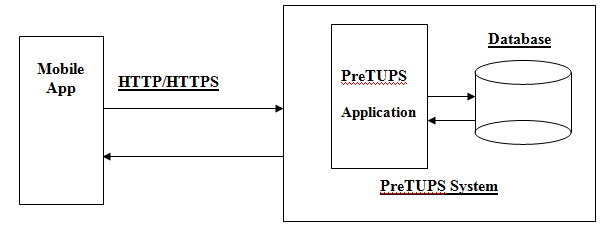 Mobile
App
HTTP/HTTPS
PreTUPS
Application
Database
PreTUPS System